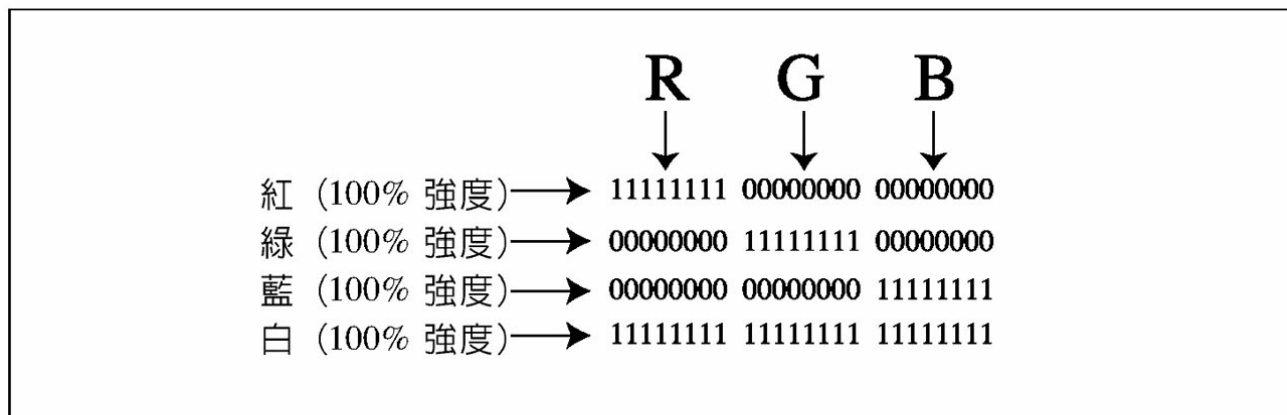 R G B
紅 (100% 強度) 11111111 00000000 00000000
綠 (100% 強度) 00000000 11111111 00000000
藍 (100% 強度) 00000000 00000000 11111111
白 (100% 強度) 11111111 11111111 11111111